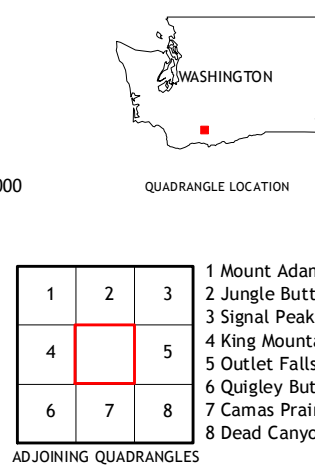 WASHINGTON
000
QUADRANGLE LOCATION
1 2 3
4 5
6 7 8
1 Mount Adam
2 Jungle Butt
3 Signal Peak
4 King Mounta
5 Outlet Falls
6 Quigley But
7 Camas Prair
8 Dead Canyo
ADJOINING QUADRANGLES